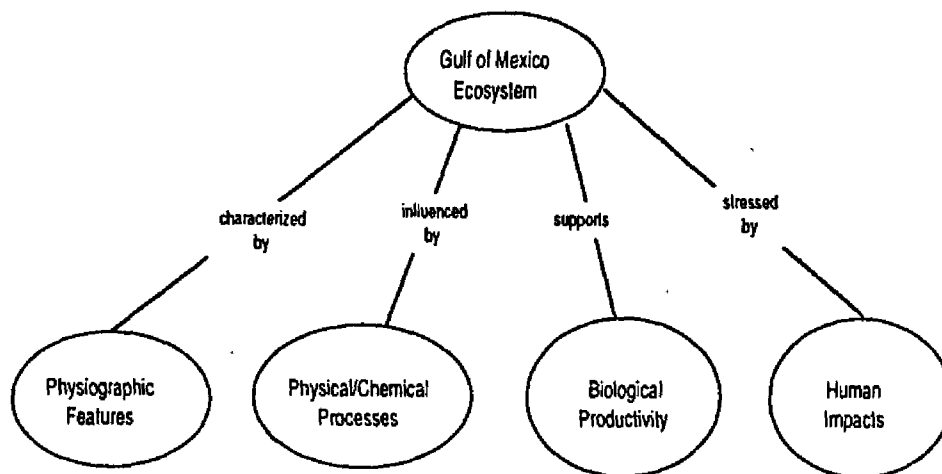 Gulf of Mexico
Ecosystem
characterized
by
influenced
by
supports
stressed
by
Physiographic
Features
Physical/Chemical
Processes
Biological
Productivity
Human
Impacts